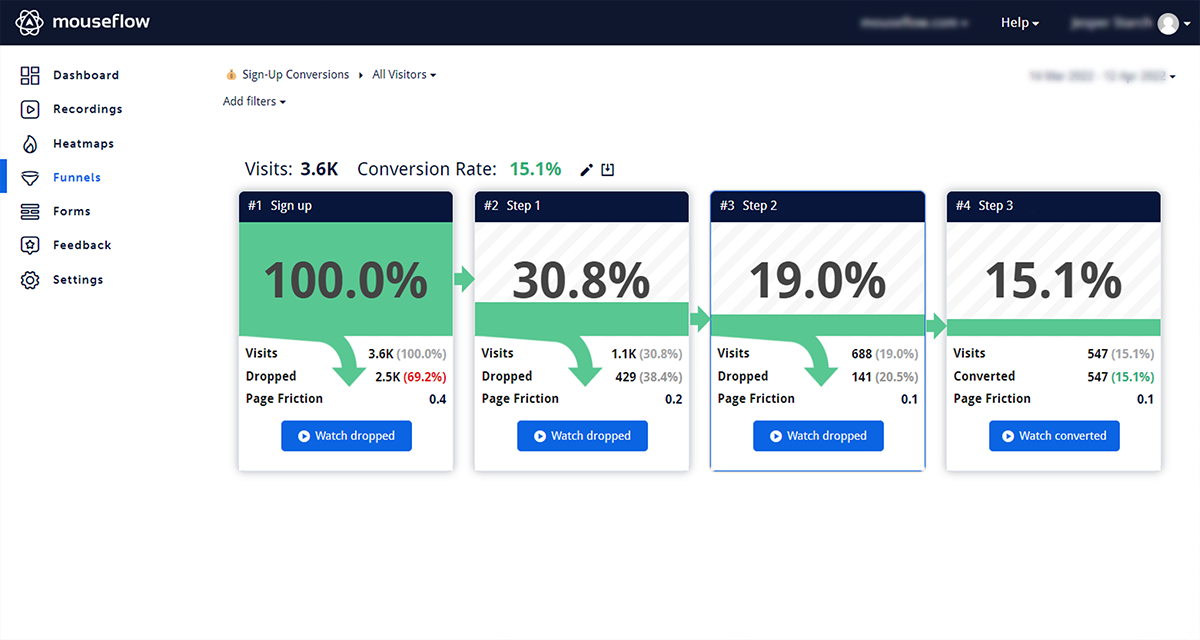 mouseflow
Help
Dashboard
Recordings
Heatmaps
Funnels
Forms
Feedback
Settings
Sign-Up Conversions All Visitors
Add filters
Visits: 3.6K Conversion Rate: 15.1%
#1 Sign up
100.0%
Visits 3.6K (100.0%)
Dropped 2.5K (69.2%)
Page Friction 0.4
Watch dropped
#2 Step 1
30.8%
Visits 1.1K (30.8%)
Dropped 429 (38.4%)
Page Friction 0.2
Watch dropped
#3 Step 2
19.0%
Visits 688 (19.0%)
Dropped 141 (20.5%)
Page Friction 0.1
Watch dropped
#4 Step 3
15.1%
Visits 547 (15.1%)
Converted 547 (15.1%)
Page Friction 0.1
Watch converted